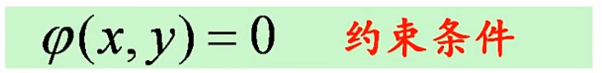 φ(x, y) = 0 约束条件